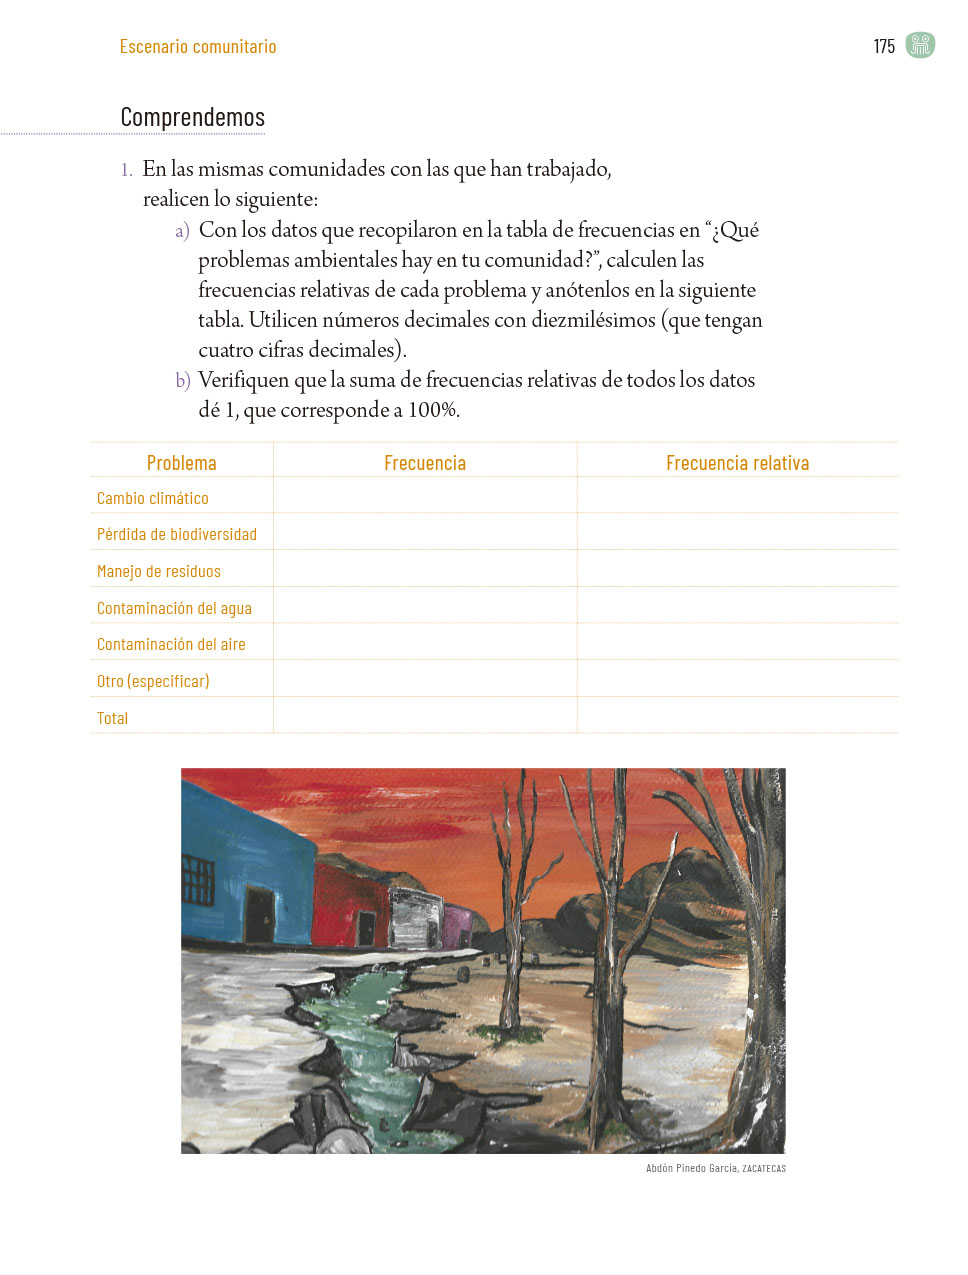 Escenario comunitario
175
Comprendemos
1. En las mismas comunidades con las que han trabajado,
realicen lo siguiente:
a) Con los datos que recopilaron en la tabla de frecuencias en “¿Qué
problemas ambientales hay en tu comunidad?”, calculen las
frecuencias relativas de cada problema y anótenlos en la siguiente
tabla. Utilicen números decimales con diezmilésimos (que tengan
cuatro cifras decimales).
b) Verifiquen que la suma de frecuencias relativas de todos los datos
dé 1, que corresponde a 100%.
Problema Frecuencia Frecuencia relativa
Cambio climático
Pérdida de biodiversidad
Manejo de residuos
Contaminación del agua
Contaminación del aire
Otro (especificar)
Total
Abdón Pinedo García, ZACATECAS